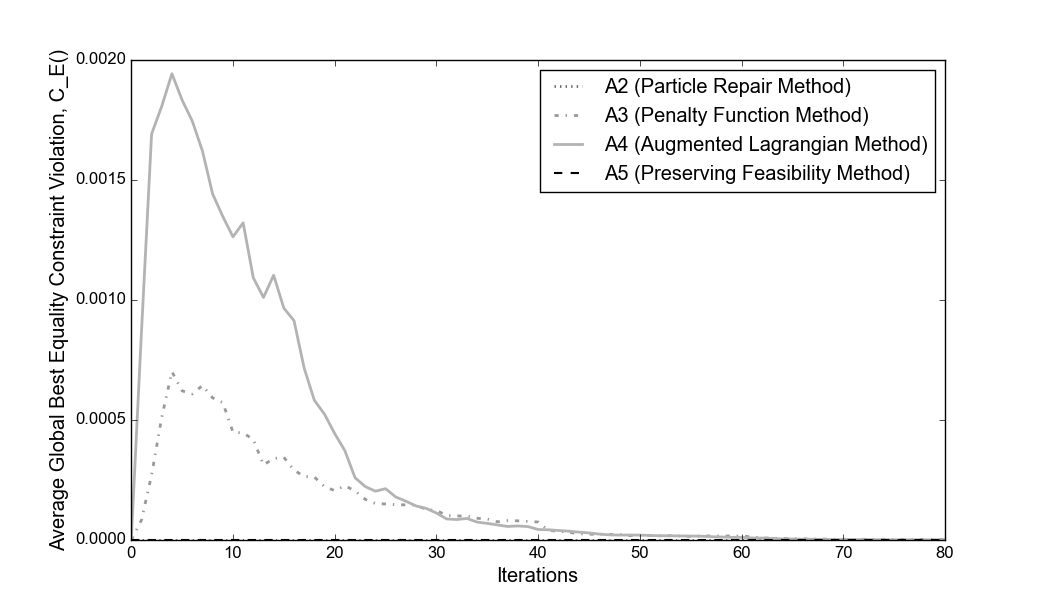 Average Global Best Equality Constraint Violation, C_E()
0.0020
0.0015
0.0010
0.0005
0.0000
A2 (Particle Repair Method)
A3 (Penalty Function Method)
A4 (Augmented Lagrangian Method)
A5 (Preserving Feasibility Method)
0 10 20 30 40 50 60 70 80
Iterations